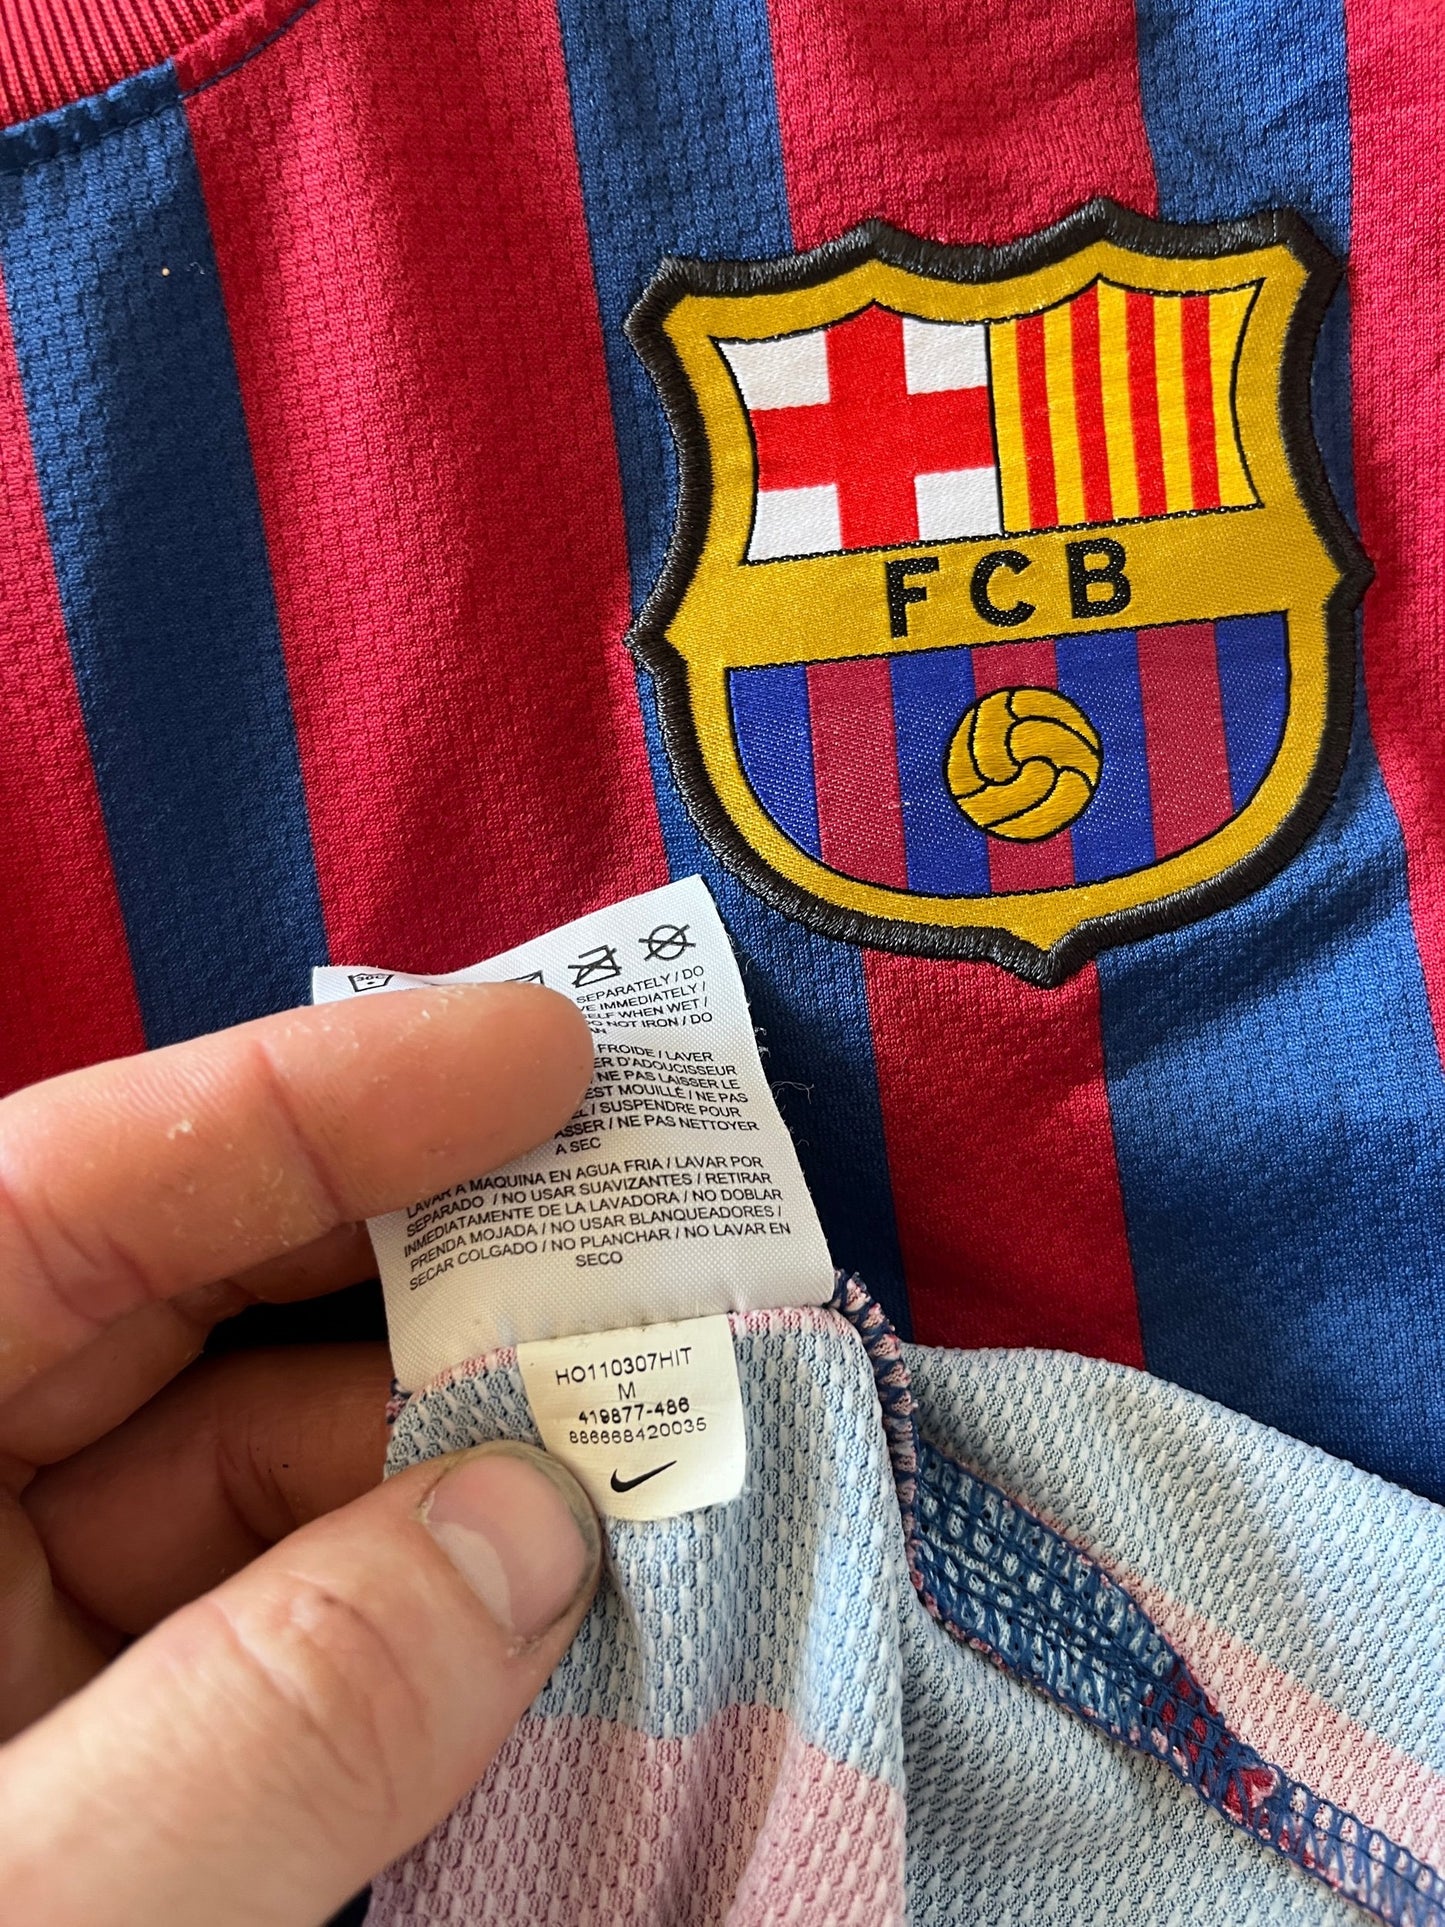 FCB
30C
SEPARATELY / DO
IMMEDIATELY /
WHEN WET /
NOT IRON / DO
FROIDE / LAVER
D'ADOUCISSEUR
/ NE PAS LAISSER LE
EST MOUILLÉ / NE PAS
/ SUSPENDRE POUR
/ NE PAS NETTOYER
A SEC
LAVAR A MAQUINA EN AGUA FRIA / LAVAR POR
SEPARADO / NO USAR SUAVIZANTES / RETIRAR
INMEDIATAMENTE DE LA LAVADORA / NO DOBLAR
PRENDA MOJADA / NO USAR BLANQUEADORES /
SECAR COLGADO / NO PLANCHAR / NO LAVAR EN
SECO
HO110307HIT
M
419877-486
886668420035